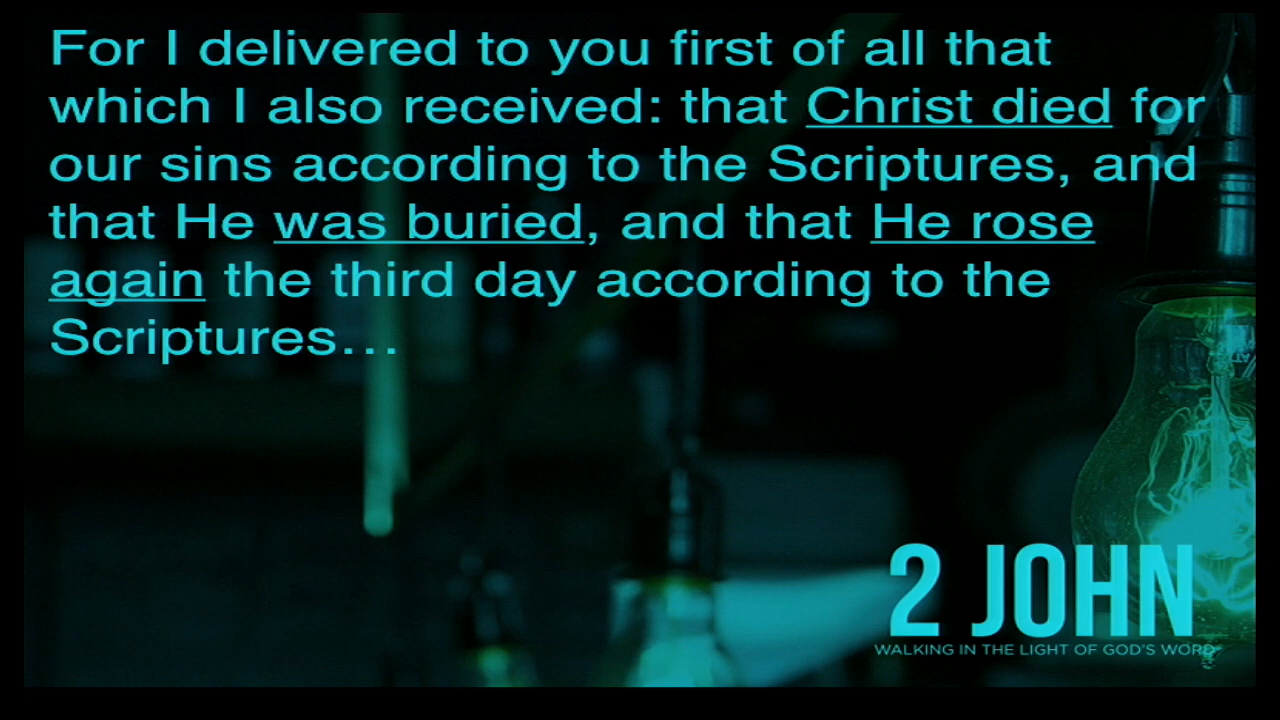 For I delivered to you first of all that
which I also received: that Christ died for
our sins according to the Scriptures, and
that He was buried, and that He rose
again the third day according to the
Scriptures…
2 JOHN
WALKING IN THE LIGHT OF GOD'S WORD